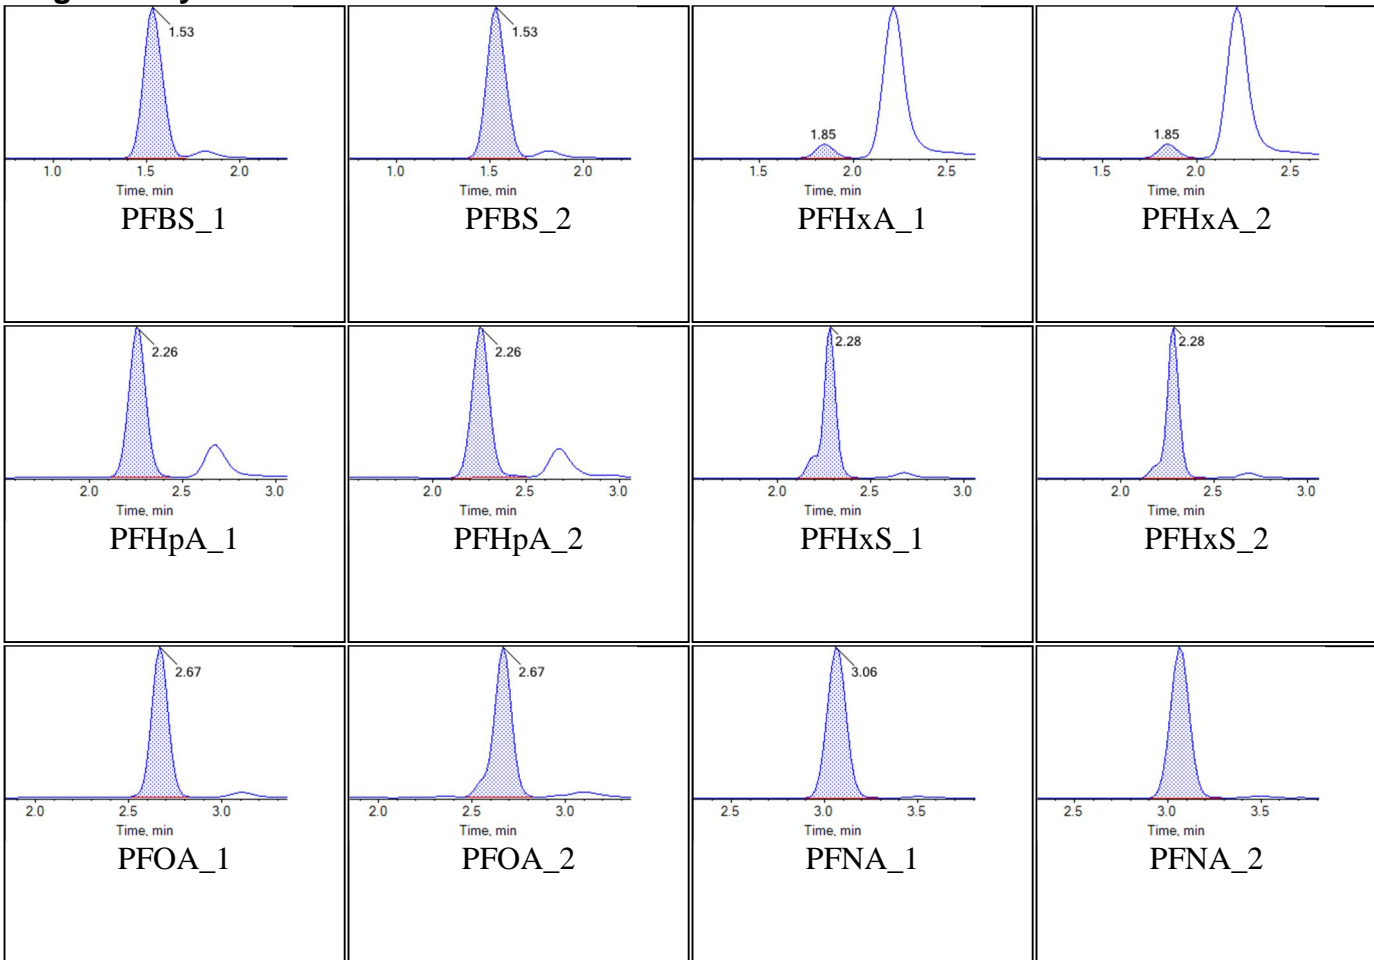 1.53 1.53 1.85 1.85
1.0 1.5 2.0 1.0 1.5 2.0 1.5 2.0 2.5 1.5 2.0 2.5
Time, min Time, min Time, min Time, min
PFBS_1 PFBS_2 PFHxA_1 PFHxA_2
2.26 2.26 2.28 2.28
2.0 2.5 3.0 2.0 2.5 3.0 2.0 2.5 3.0 2.0 2.5 3.0
Time, min Time, min Time, min Time, min
PFHpA_1 PFHpA_2 PFHxS_1 PFHxS_2
2.67 2.67 3.06
2.0 2.5 3.0 2.0 2.5 3.0 2.5 3.0 3.5 2.5 3.0 3.5
Time, min Time, min Time, min Time, min
PFOA_1 PFOA_2 PFNA_1 PFNA_2